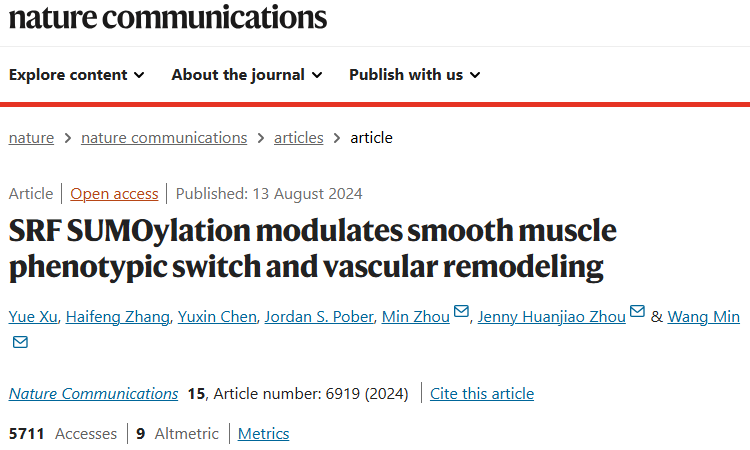 nature communications
Explore content About the journal Publish with us
nature > nature communications > articles > article
Article | Open access | Published: 13 August 2024
SRF SUMOylation modulates smooth muscle
phenotypic switch and vascular remodeling
Yue Xu, Haifeng Zhang, Yuxin Chen, Jordan S. Pober, Min Zhou, Jenny Huanjiao Zhou & Wang Min
Nature Communications 15, Article number: 6919 (2024) | Cite this article
5711 Accesses | 9 Altmetric | Metrics